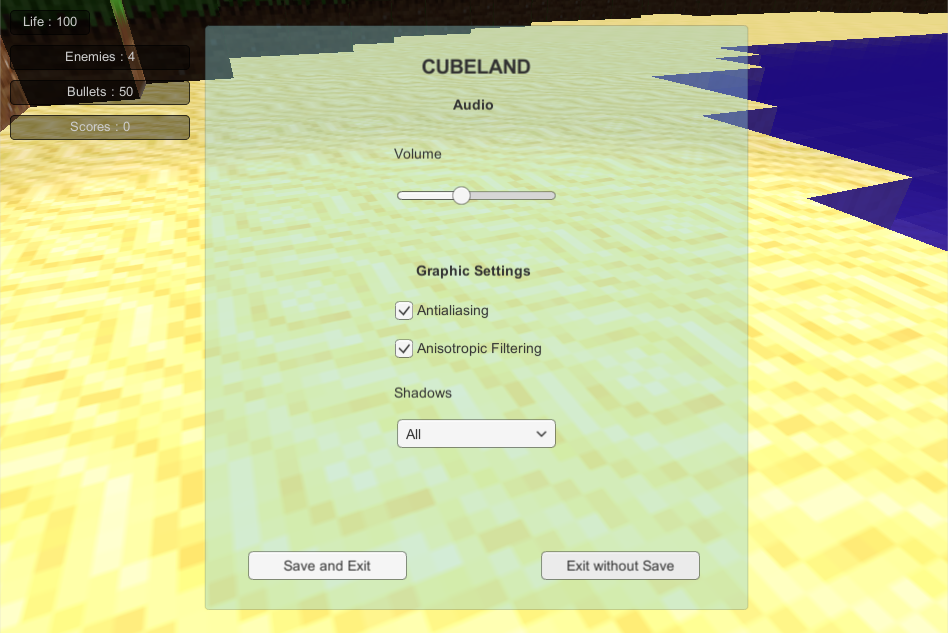 Life : 100
Enemies : 4
Bullets : 50
Scores : 0
CUBELAND
Audio
Volume
Graphic Settings
Antialiasing
Anisotropic Filtering
Shadows
All
Save and Exit
Exit without Save